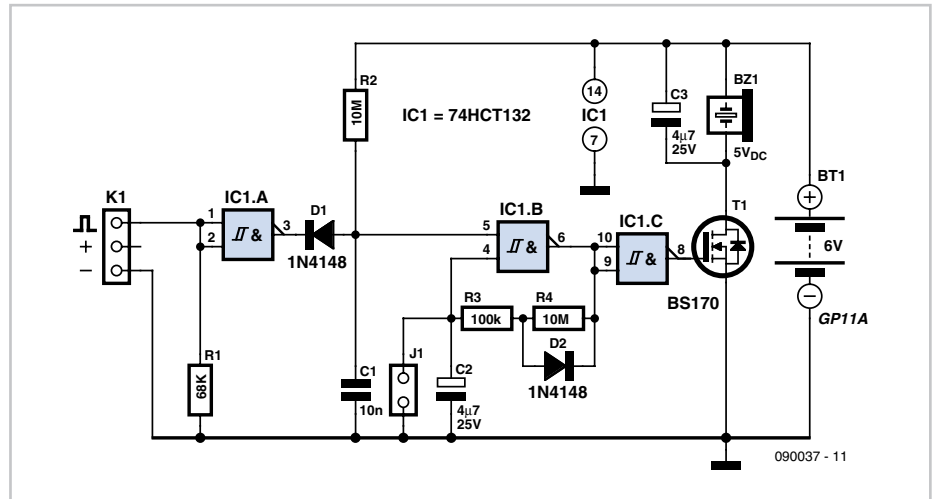 R2
10M
IC1 = 74HCT132
14
IC1
7
C3
4µ7
25V
BZ1
5VDC
BT1
+
6V
−
GP11A
K1
+
−
IC1.A
1
2
3
&
D1
1N4148
IC1.B
5
4
6
&
IC1.C
10
9
8
&
T1
BS170
R3
100k
R4
10M
D2
1N4148
R1
68K
C1
10n
J1
C2
4µ7
25V
090037 - 11